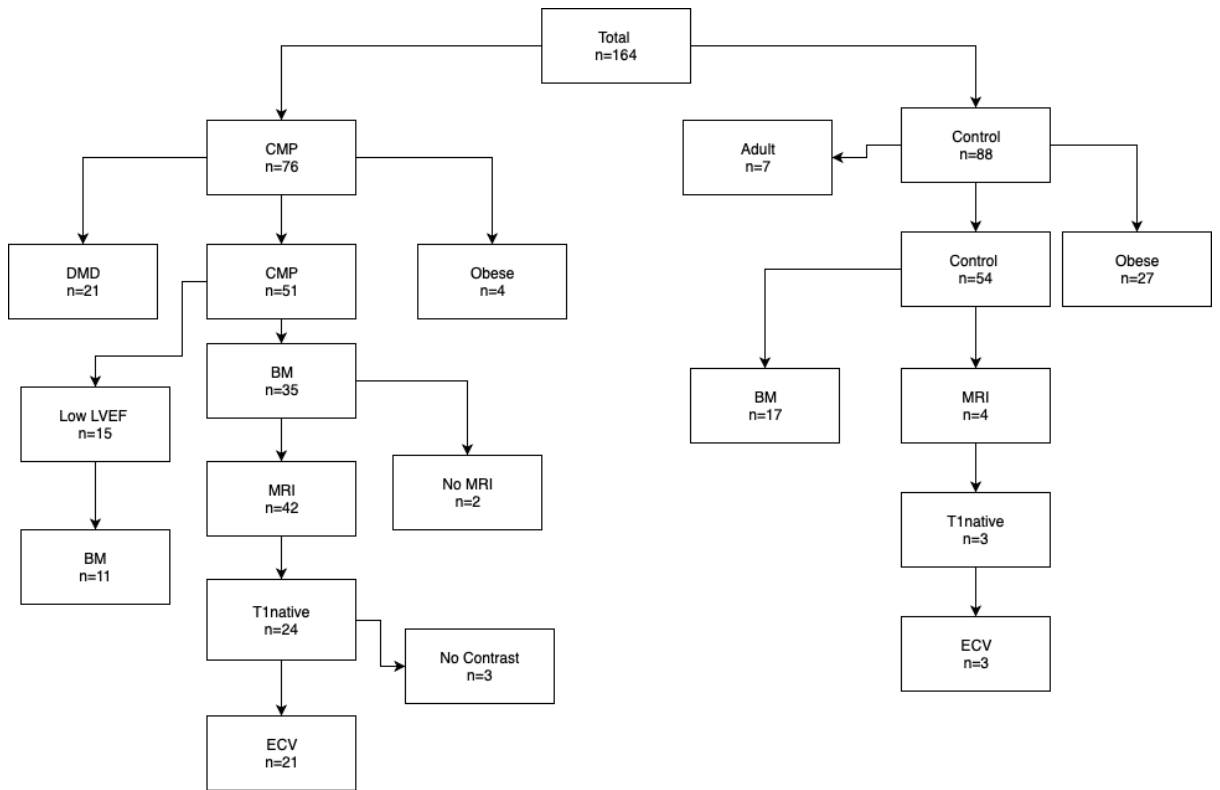 Total
n=164
CMP
n=76
Adult
n=7
Control
n=88
DMD
n=21
CMP
n=51
Obese
n=4
Control
n=54
Obese
n=27
Low LVEF
n=15
BM
n=35
BM
n=17
MRI
n=4
MRI
n=42
No MRI
n=2
T1native
n=3
BM
n=11
T1native
n=24
No Contrast
n=3
ECV
n=3
ECV
n=21